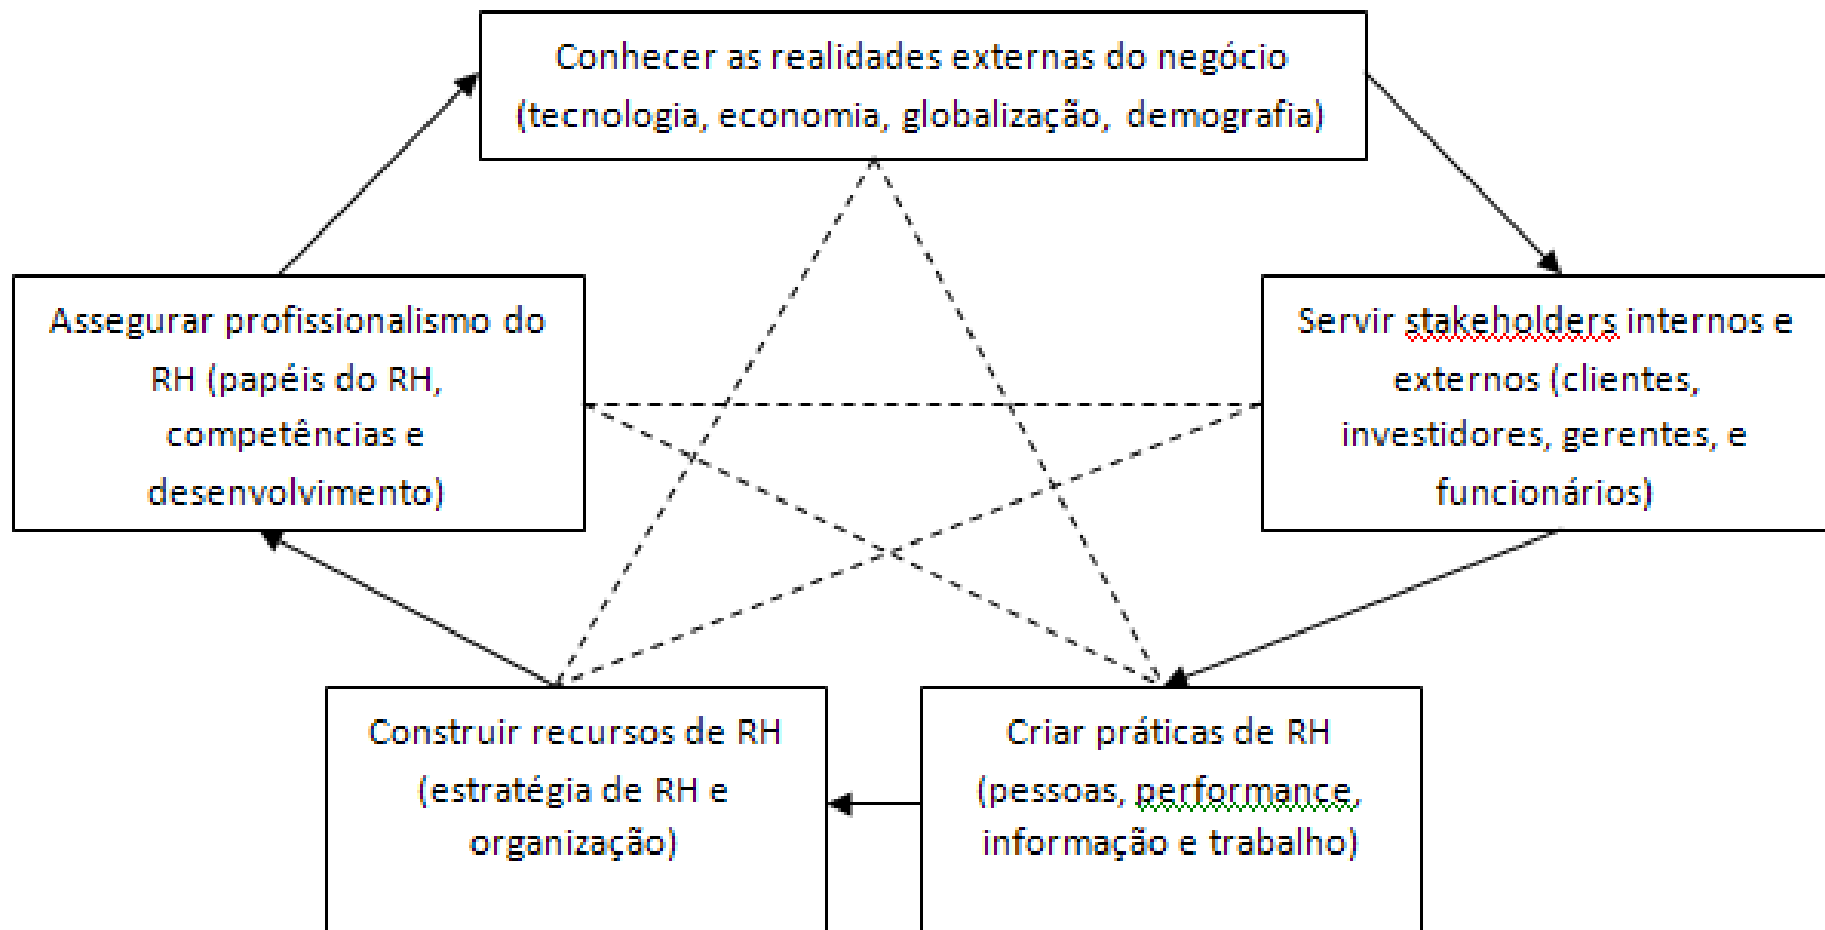 Conhecer as realidades externas do negócio
(tecnologia, economia, globalização, demografia)
Assegurar profissionalismo do
RH (papéis do RH,
competências e
desenvolvimento)
Servir stakeholders internos e
externos (clientes,
investidores, gerentes, e
funcionários)
Construir recursos de RH
(estratégia de RH e
organização)
Criar práticas de RH
(pessoas, performance,
informação e trabalho)